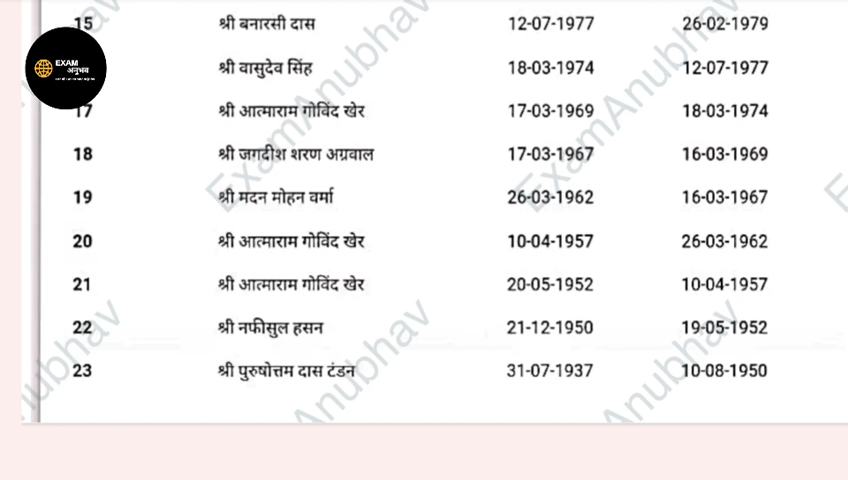 15 श्री बनारसी दास 12-07-1977 26-02-1979
EXAM
अनुभव
श्री वासुदेव सिंह 18-03-1974 12-07-1977
17 श्री आत्माराम गोविंद खेर 17-03-1969 18-03-1974
18 श्री जगदीश शरण अग्रवाल 17-03-1967 16-03-1969
19 श्री मदन मोहन वर्मा 26-03-1962 16-03-1967
20 श्री आत्माराम गोविंद खेर 10-04-1957 26-03-1962
21 श्री आत्माराम गोविंद खेर 20-05-1952 10-04-1957
22 श्री नफीसुल हसन 21-12-1950 19-05-1952
23 श्री पुरुषोत्तम दास टंडन 31-07-1937 10-08-1950
ExamAnubhav
ExamAnubhav